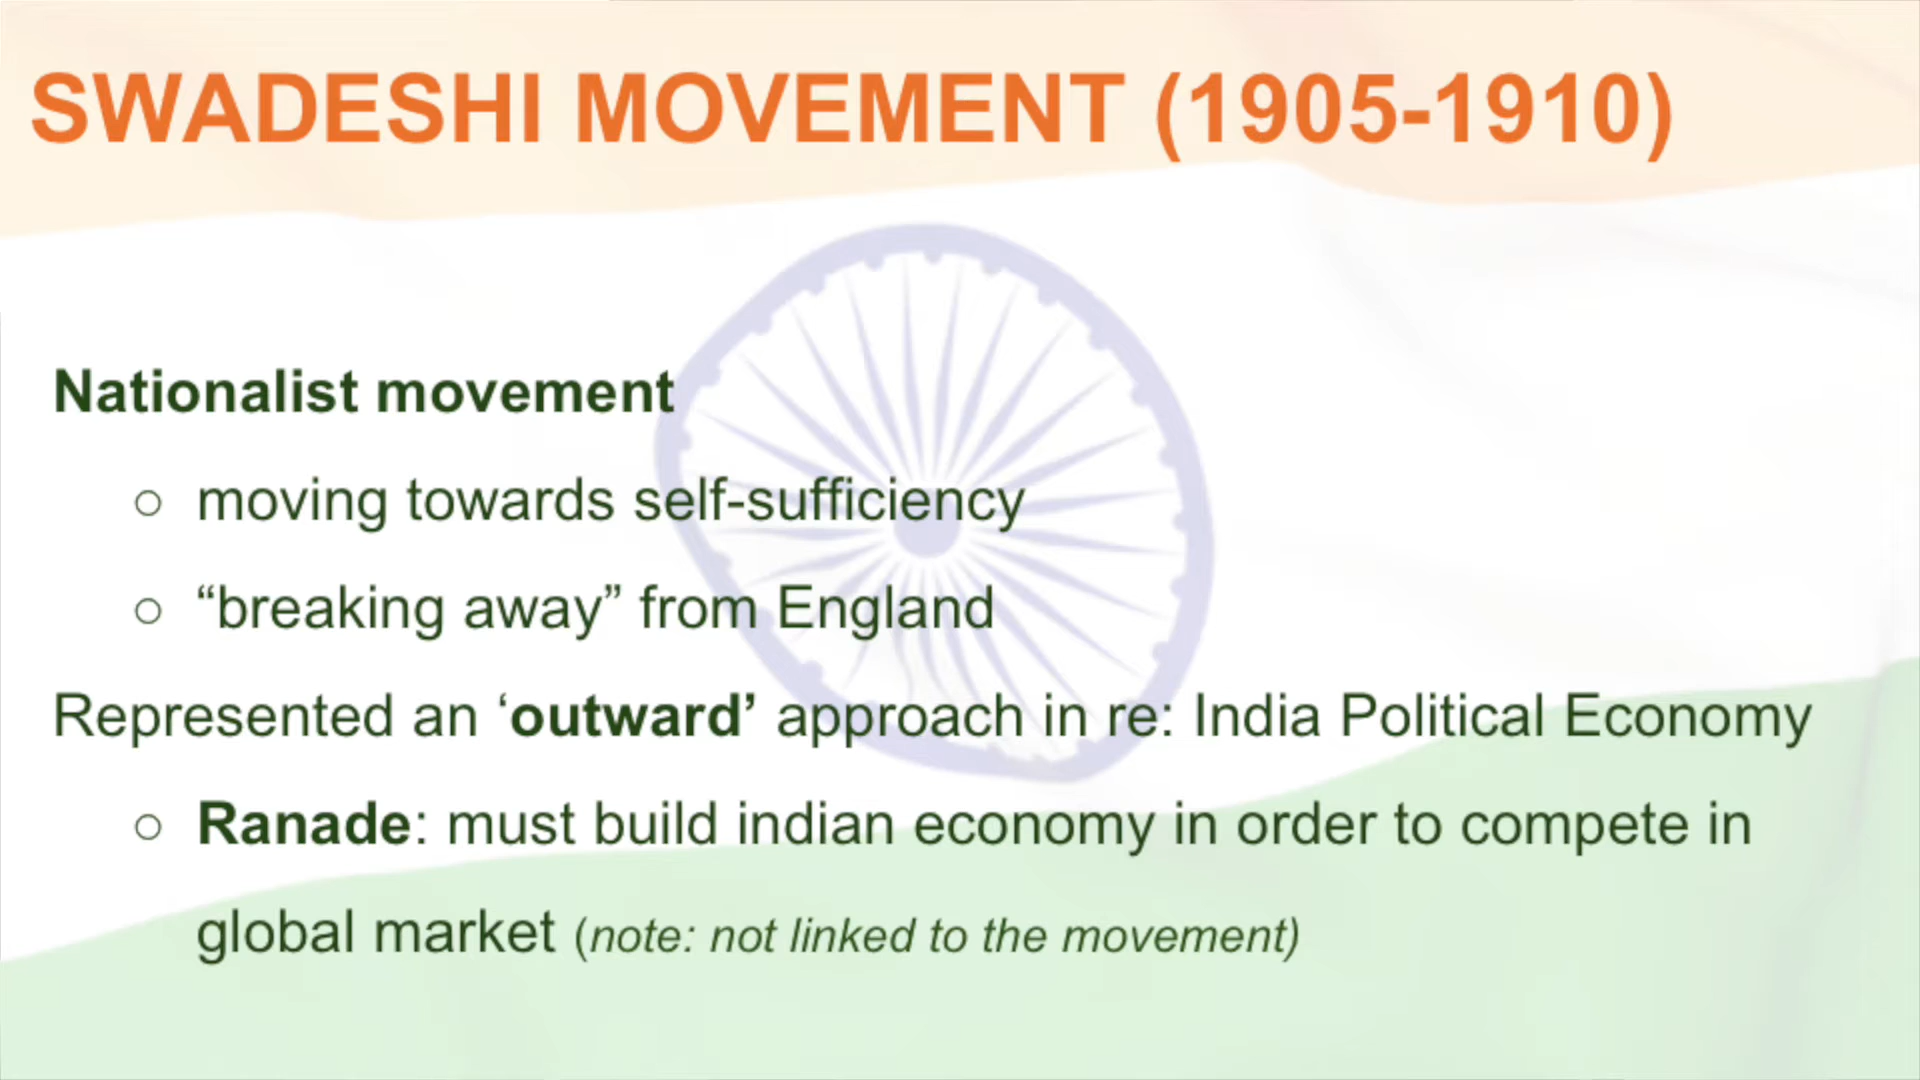 SWADESHI MOVEMENT (1905-1910)
Nationalist movement
○ moving towards self-sufficiency
○ “breaking away” from England
Represented an ‘outward’ approach in re: India Political Economy
○ Ranade: must build indian economy in order to compete in
global market (note: not linked to the movement)